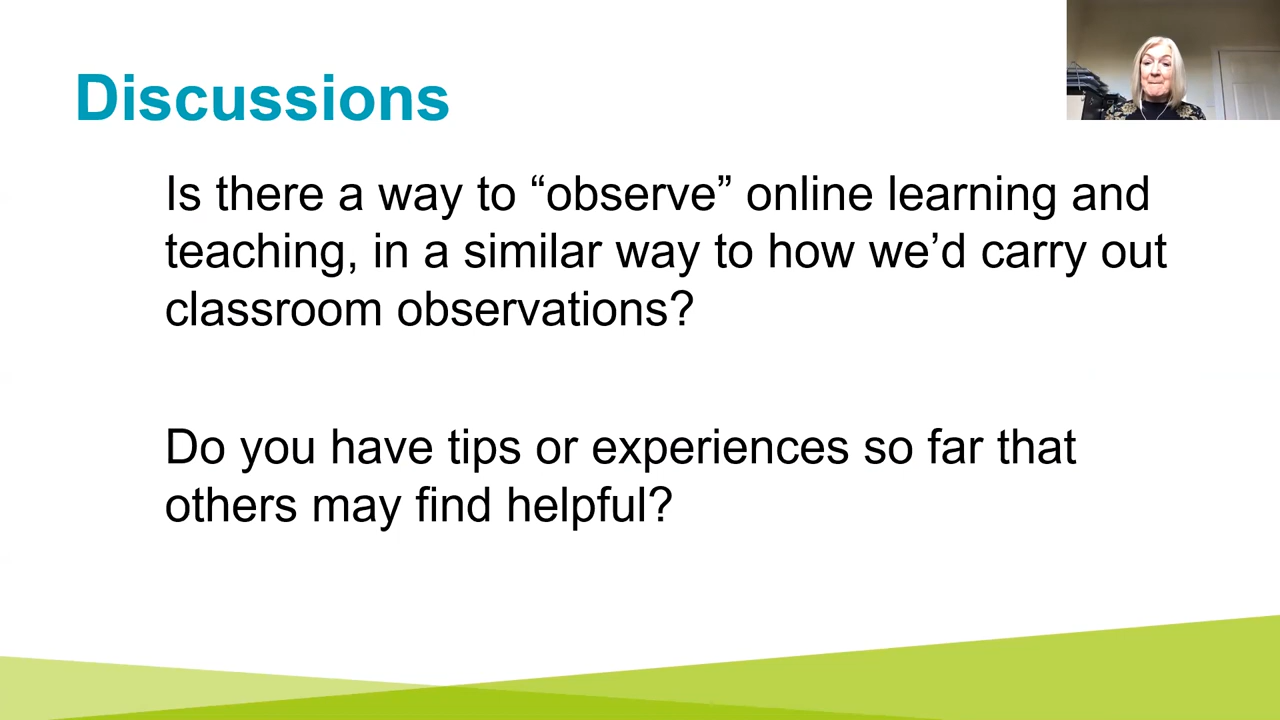 Discussions
Is there a way to “observe” online learning and
teaching, in a similar way to how we’d carry out
classroom observations?
Do you have tips or experiences so far that
others may find helpful?